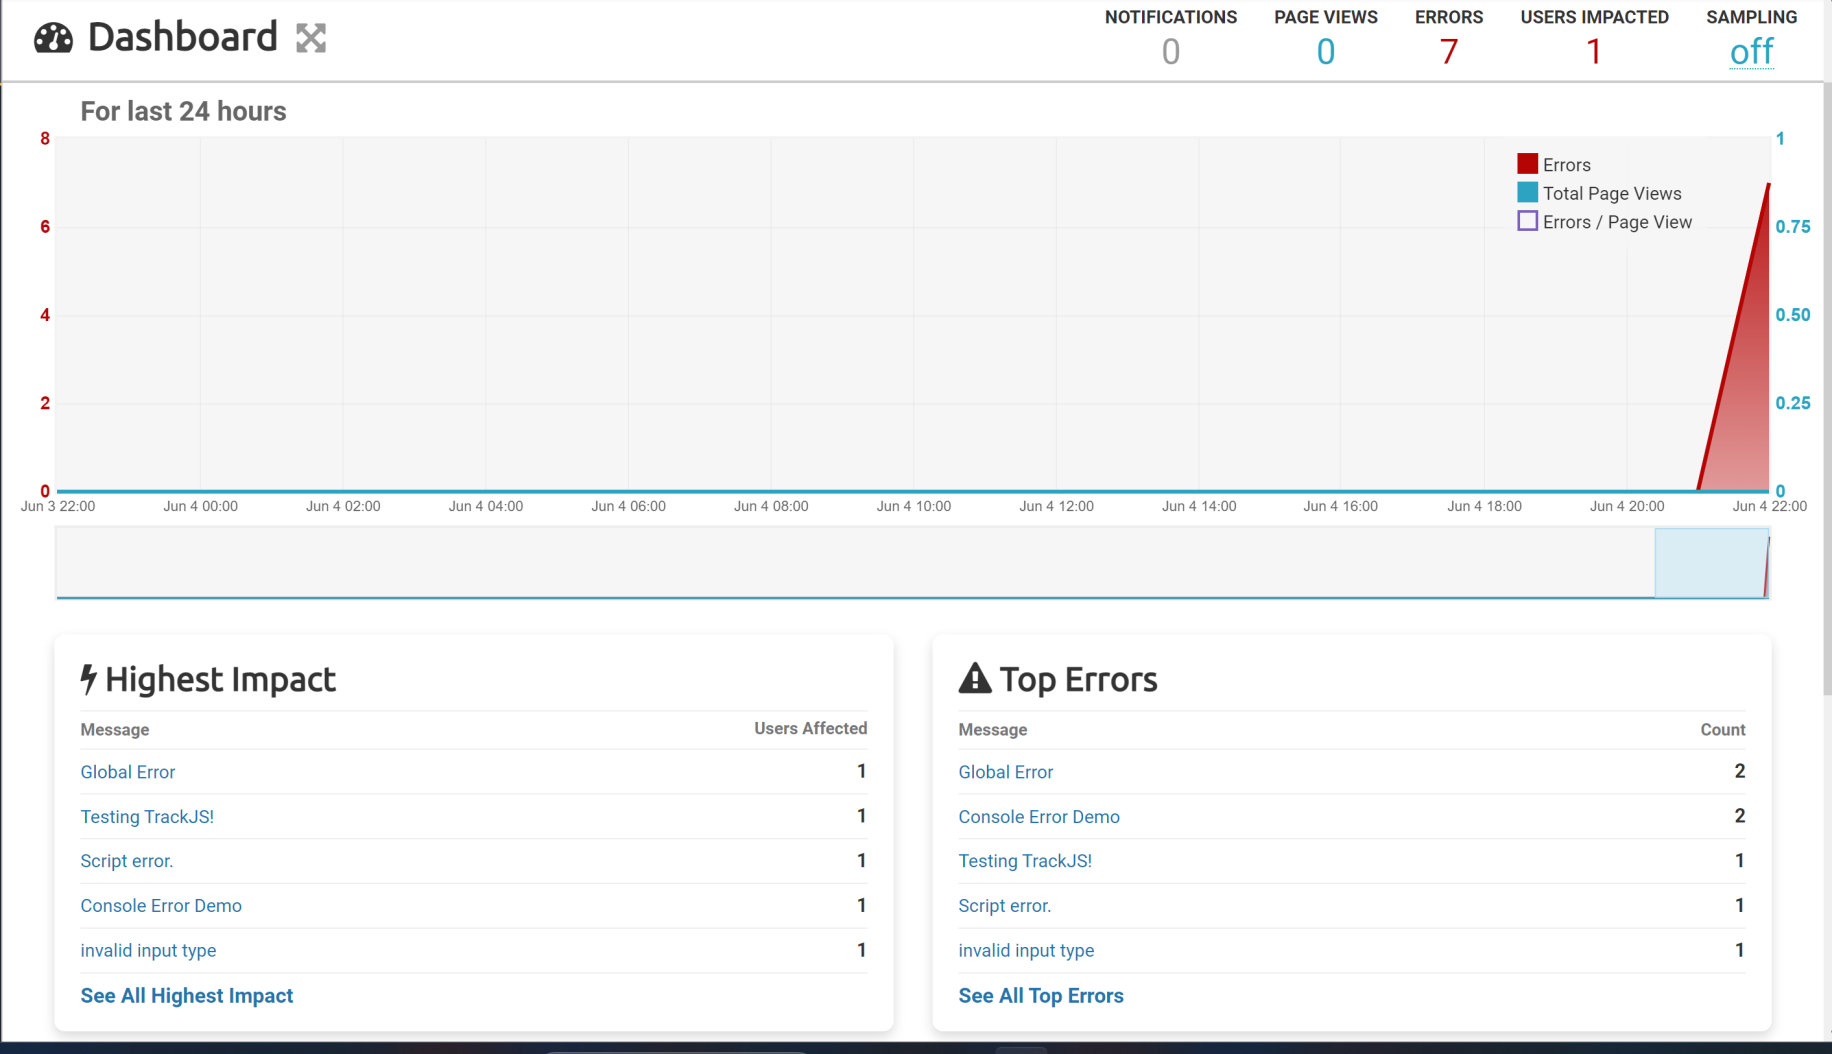 Dashboard
NOTIFICATIONS PAGE VIEWS ERRORS USERS IMPACTED SAMPLING
0 0 7 1 off
For last 24 hours
8 1
Errors
Total Page Views
Errors / Page View
6 0.75
4 0.50
2 0.25
0 0
Jun 3 22:00 Jun 4 00:00 Jun 4 02:00 Jun 4 04:00 Jun 4 06:00 Jun 4 08:00 Jun 4 10:00 Jun 4 12:00 Jun 4 14:00 Jun 4 16:00 Jun 4 18:00 Jun 4 20:00 Jun 4 22:00
Highest Impact
Message Users Affected
Global Error 1
Testing TrackJS! 1
Script error. 1
Console Error Demo 1
invalid input type 1
See All Highest Impact
Top Errors
Message Count
Global Error 2
Console Error Demo 2
Testing TrackJS! 1
Script error. 1
invalid input type 1
See All Top Errors